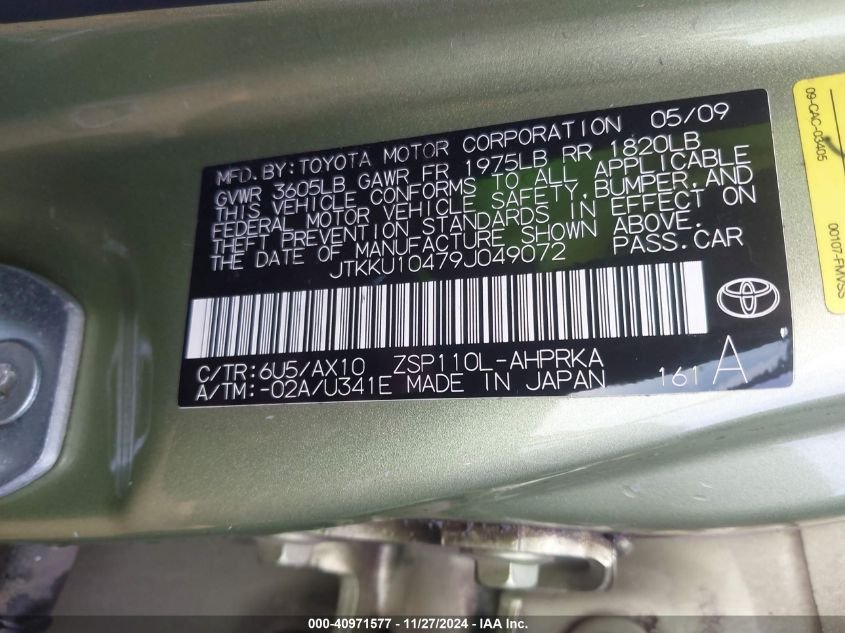 MFD. BY: TOYOTA MOTOR CORPORATION 05/09
GVWR 3605LB GAWR FR 1975LB RR 1820LB
THIS VEHICLE CONFORMS TO ALL APPLICABLE
FEDERAL MOTOR VEHICLE SAFETY, BUMPER, AND
THEFT PREVENTION STANDARDS IN EFFECT ON
THE DATE OF MANUFACTURE SHOWN ABOVE.
JTKKU10479J049072 PASS. CAR
C/TR: 6U5/AX10 ZSP110L-AHPRKA
A/TM: -02A/U341E MADE IN JAPAN 161 A
09-CAC-03405
00107-FMVSS
000-40971577 - 11/27/2024 - IAA Inc.